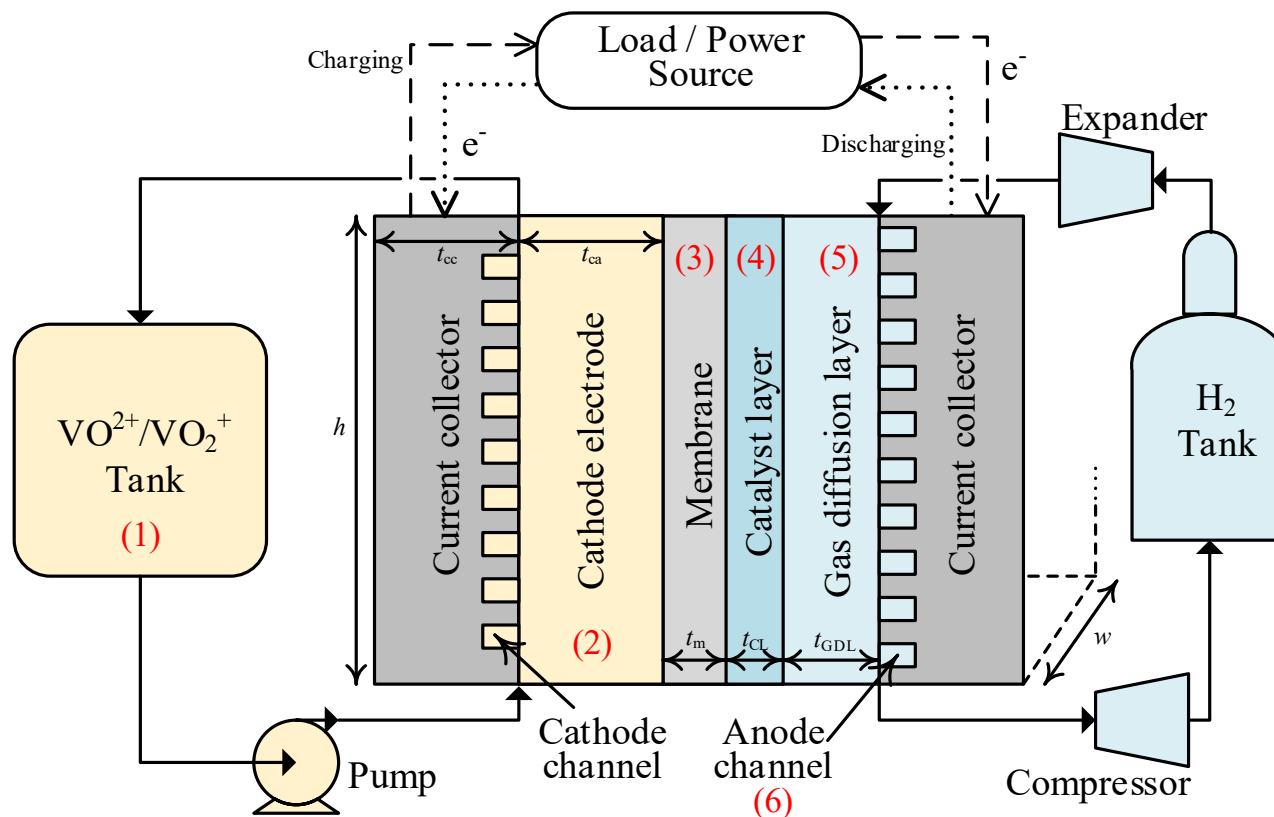 Load / Power
Source
Charging
e-
e-
Discharging
Expander
tcc
tca
(3)
(4)
(5)
h
Current collector
Cathode electrode
Membrane
Catalyst layer
Gas diffusion layer
Current collector
VO2+/VO2+
Tank
(1)
H2
Tank
(2)
tm
tCL
tGDL
w
Pump
Cathode
channel
Anode
channel
(6)
Compressor